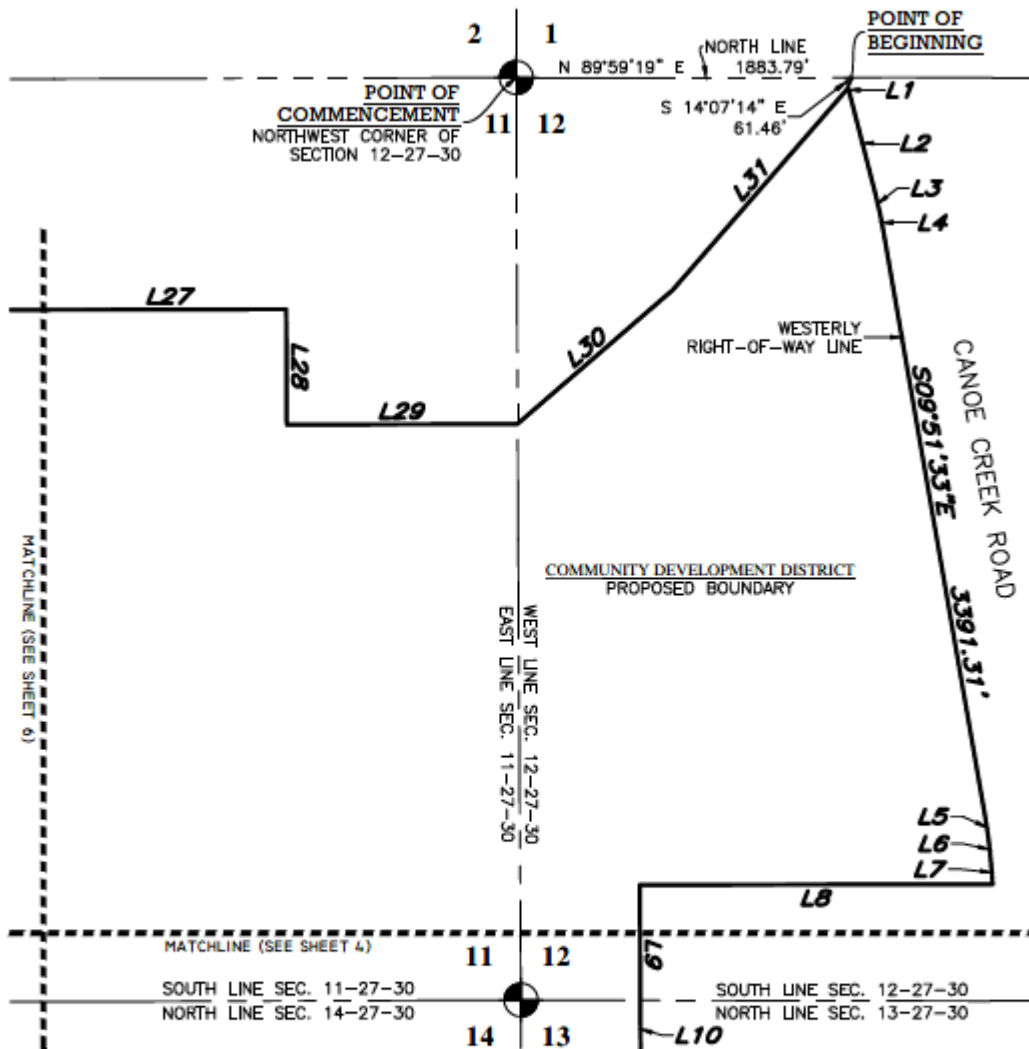 2 1
POINT OF
BEGINNING
NORTH LINE
N 89°59'19" E 1883.79'
POINT OF
COMMENCEMENT
NORTHWEST CORNER OF
SECTION 12-27-30
11 12
S 14°07'14" E
61.46'
L1
L2
L3
L4
L31
L27
L28
L29
L30
WESTERLY
RIGHT-OF-WAY LINE
CANOE CREEK ROAD
S09°51'33"E 3391.31'
MATCHLINE (SEE SHEET 6)
COMMUNITY DEVELOPMENT DISTRICT
PROPOSED BOUNDARY
WEST LINE SEC. 12-27-30
EAST LINE SEC. 11-27-30
L5
L6
L7
L8
L9
MATCHLINE (SEE SHEET 4)
11 12
SOUTH LINE SEC. 11-27-30
NORTH LINE SEC. 14-27-30
SOUTH LINE SEC. 12-27-30
NORTH LINE SEC. 13-27-30
14 13
L10